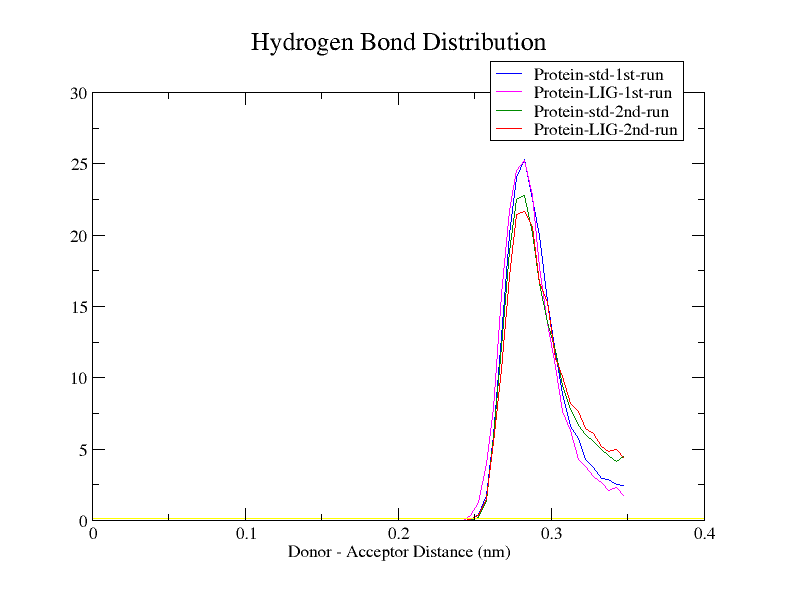 Hydrogen Bond Distribution
Protein-std-1st-run
Protein-LIG-1st-run
Protein-std-2nd-run
Protein-LIG-2nd-run
30
25
20
15
10
5
0
0 0.1 0.2 0.3 0.4
Donor - Acceptor Distance (nm)